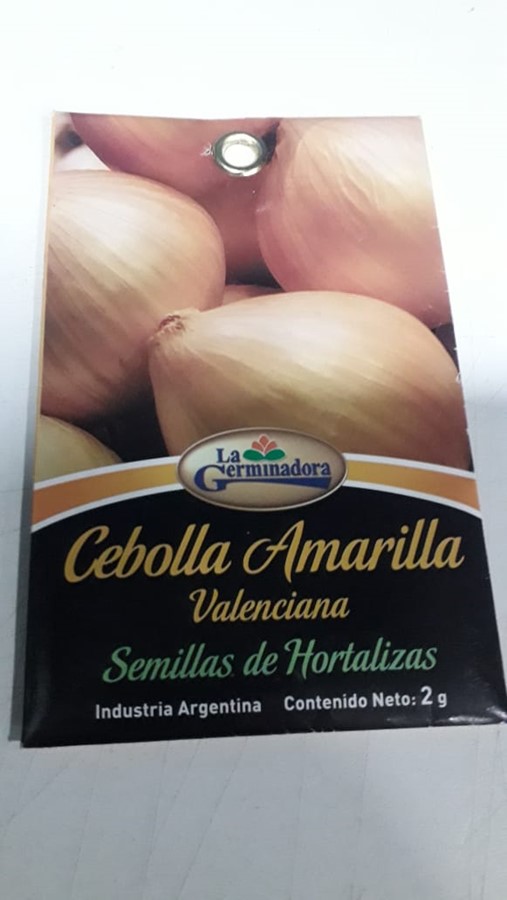 La
Germinadora
Cebolla Amarilla
Valenciana
Semillas de Hortalizas
Industria Argentina Contenido Neto: 2 g